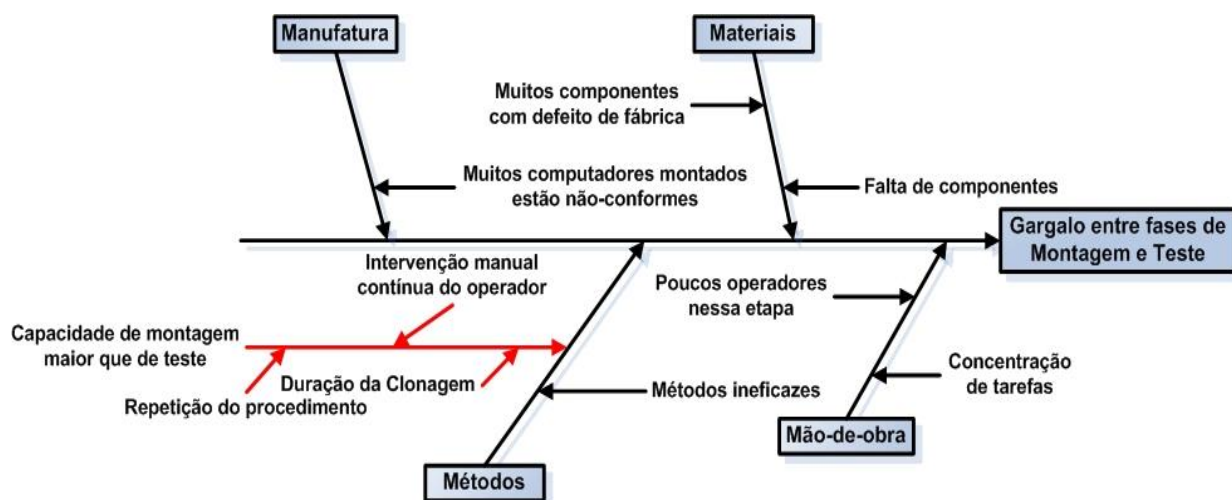 Manufatura
Materiais
Muitos componentes
com defeito de fábrica
Muitos computadores montados
estão não-conformes
Falta de componentes
Gargalo entre fases de
Montagem e Teste
Intervenção manual
contínua do operador
Poucos operadores
nessa etapa
Capacidade de montagem
maior que de teste
Duração da Clonagem
Repetição do procedimento
Métodos ineficazes
Concentração
de tarefas
Mão-de-obra
Métodos